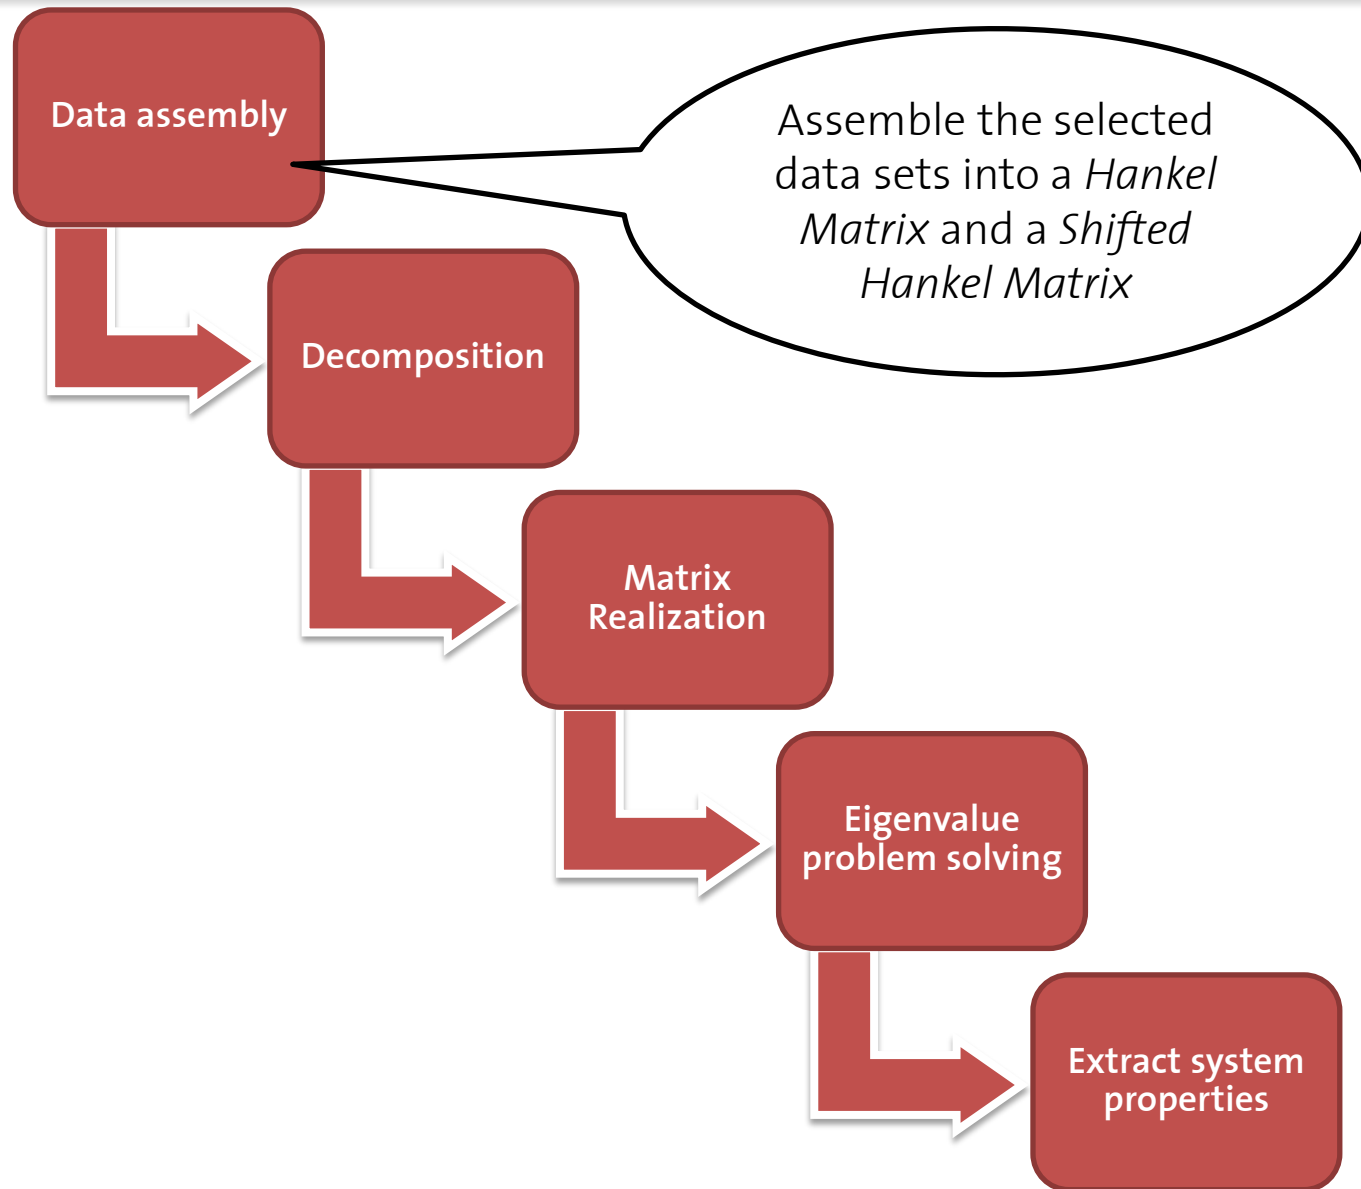 Data assembly
Assemble the selected
data sets into a Hankel
Matrix and a Shifted
Hankel Matrix
Decomposition
Matrix
Realization
Eigenvalue
problem solving
Extract system
properties